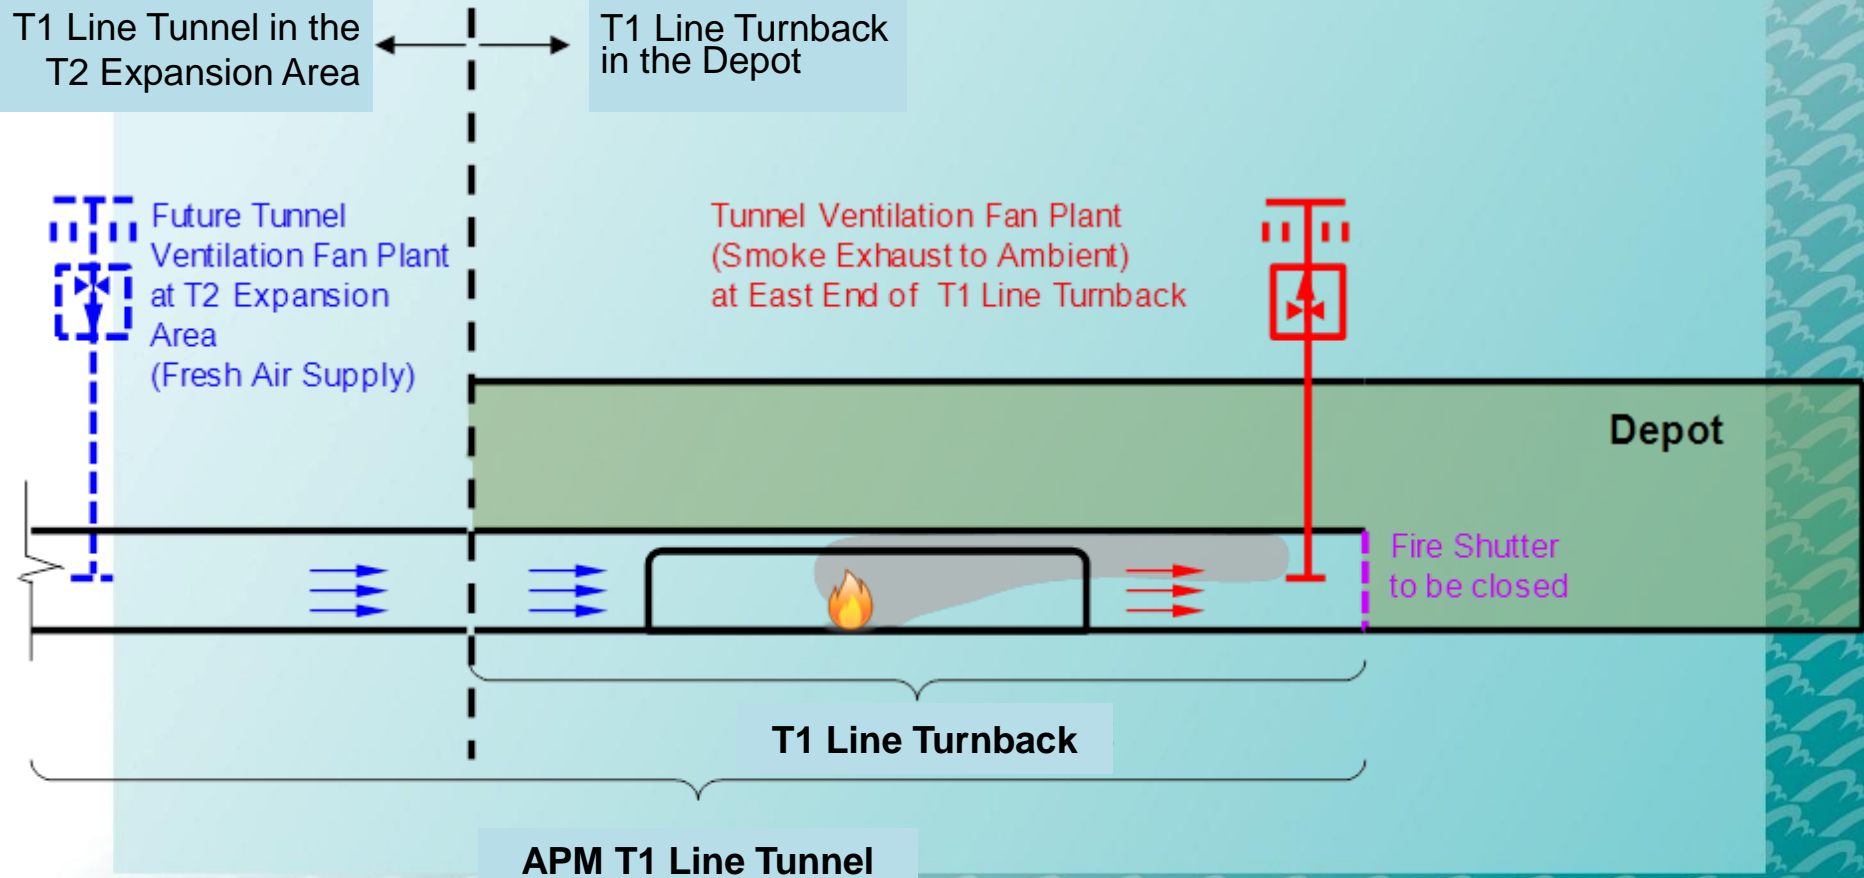 T1 Line Tunnel in the
T2 Expansion Area
T1 Line Turnback
in the Depot
Future Tunnel
Ventilation Fan Plant
at T2 Expansion
Area
(Fresh Air Supply)
Tunnel Ventilation Fan Plant
(Smoke Exhaust to Ambient)
at East End of T1 Line Turnback
Depot
Fire Shutter
to be closed
T1 Line Turnback
APM T1 Line Tunnel